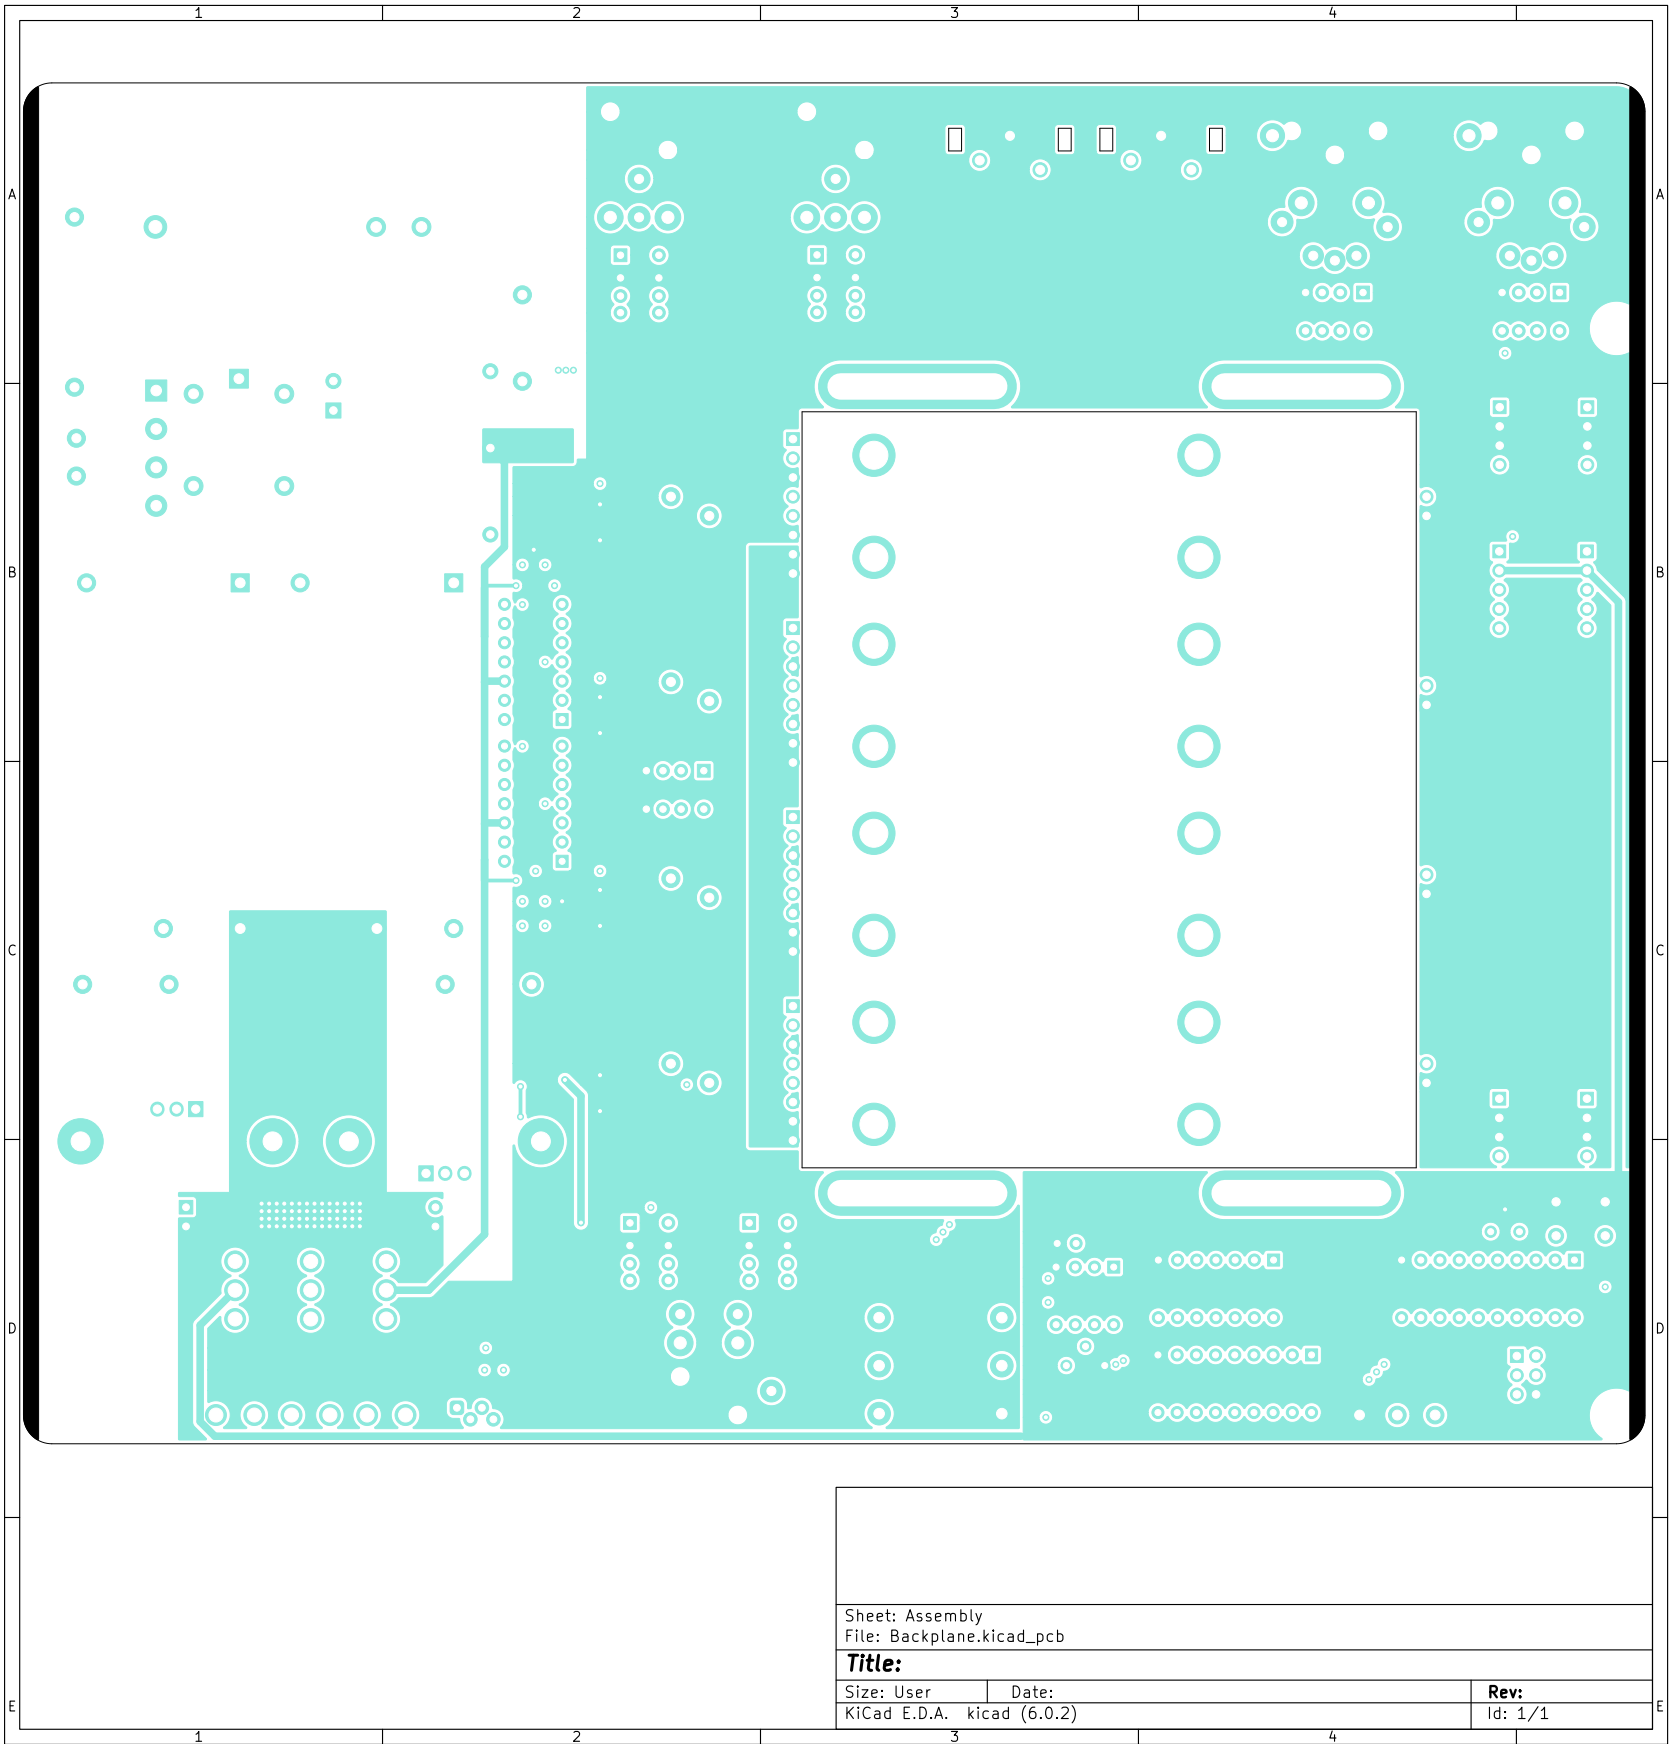 1 2 3 4
A A
B B
C C
D D
Sheet: Assembly
File: Backplane.kicad_pcb
Title:
Size: User Date: Rev:
KiCad E.D.A. kicad (6.0.2) Id: 1/1
E E
1 2 3 4